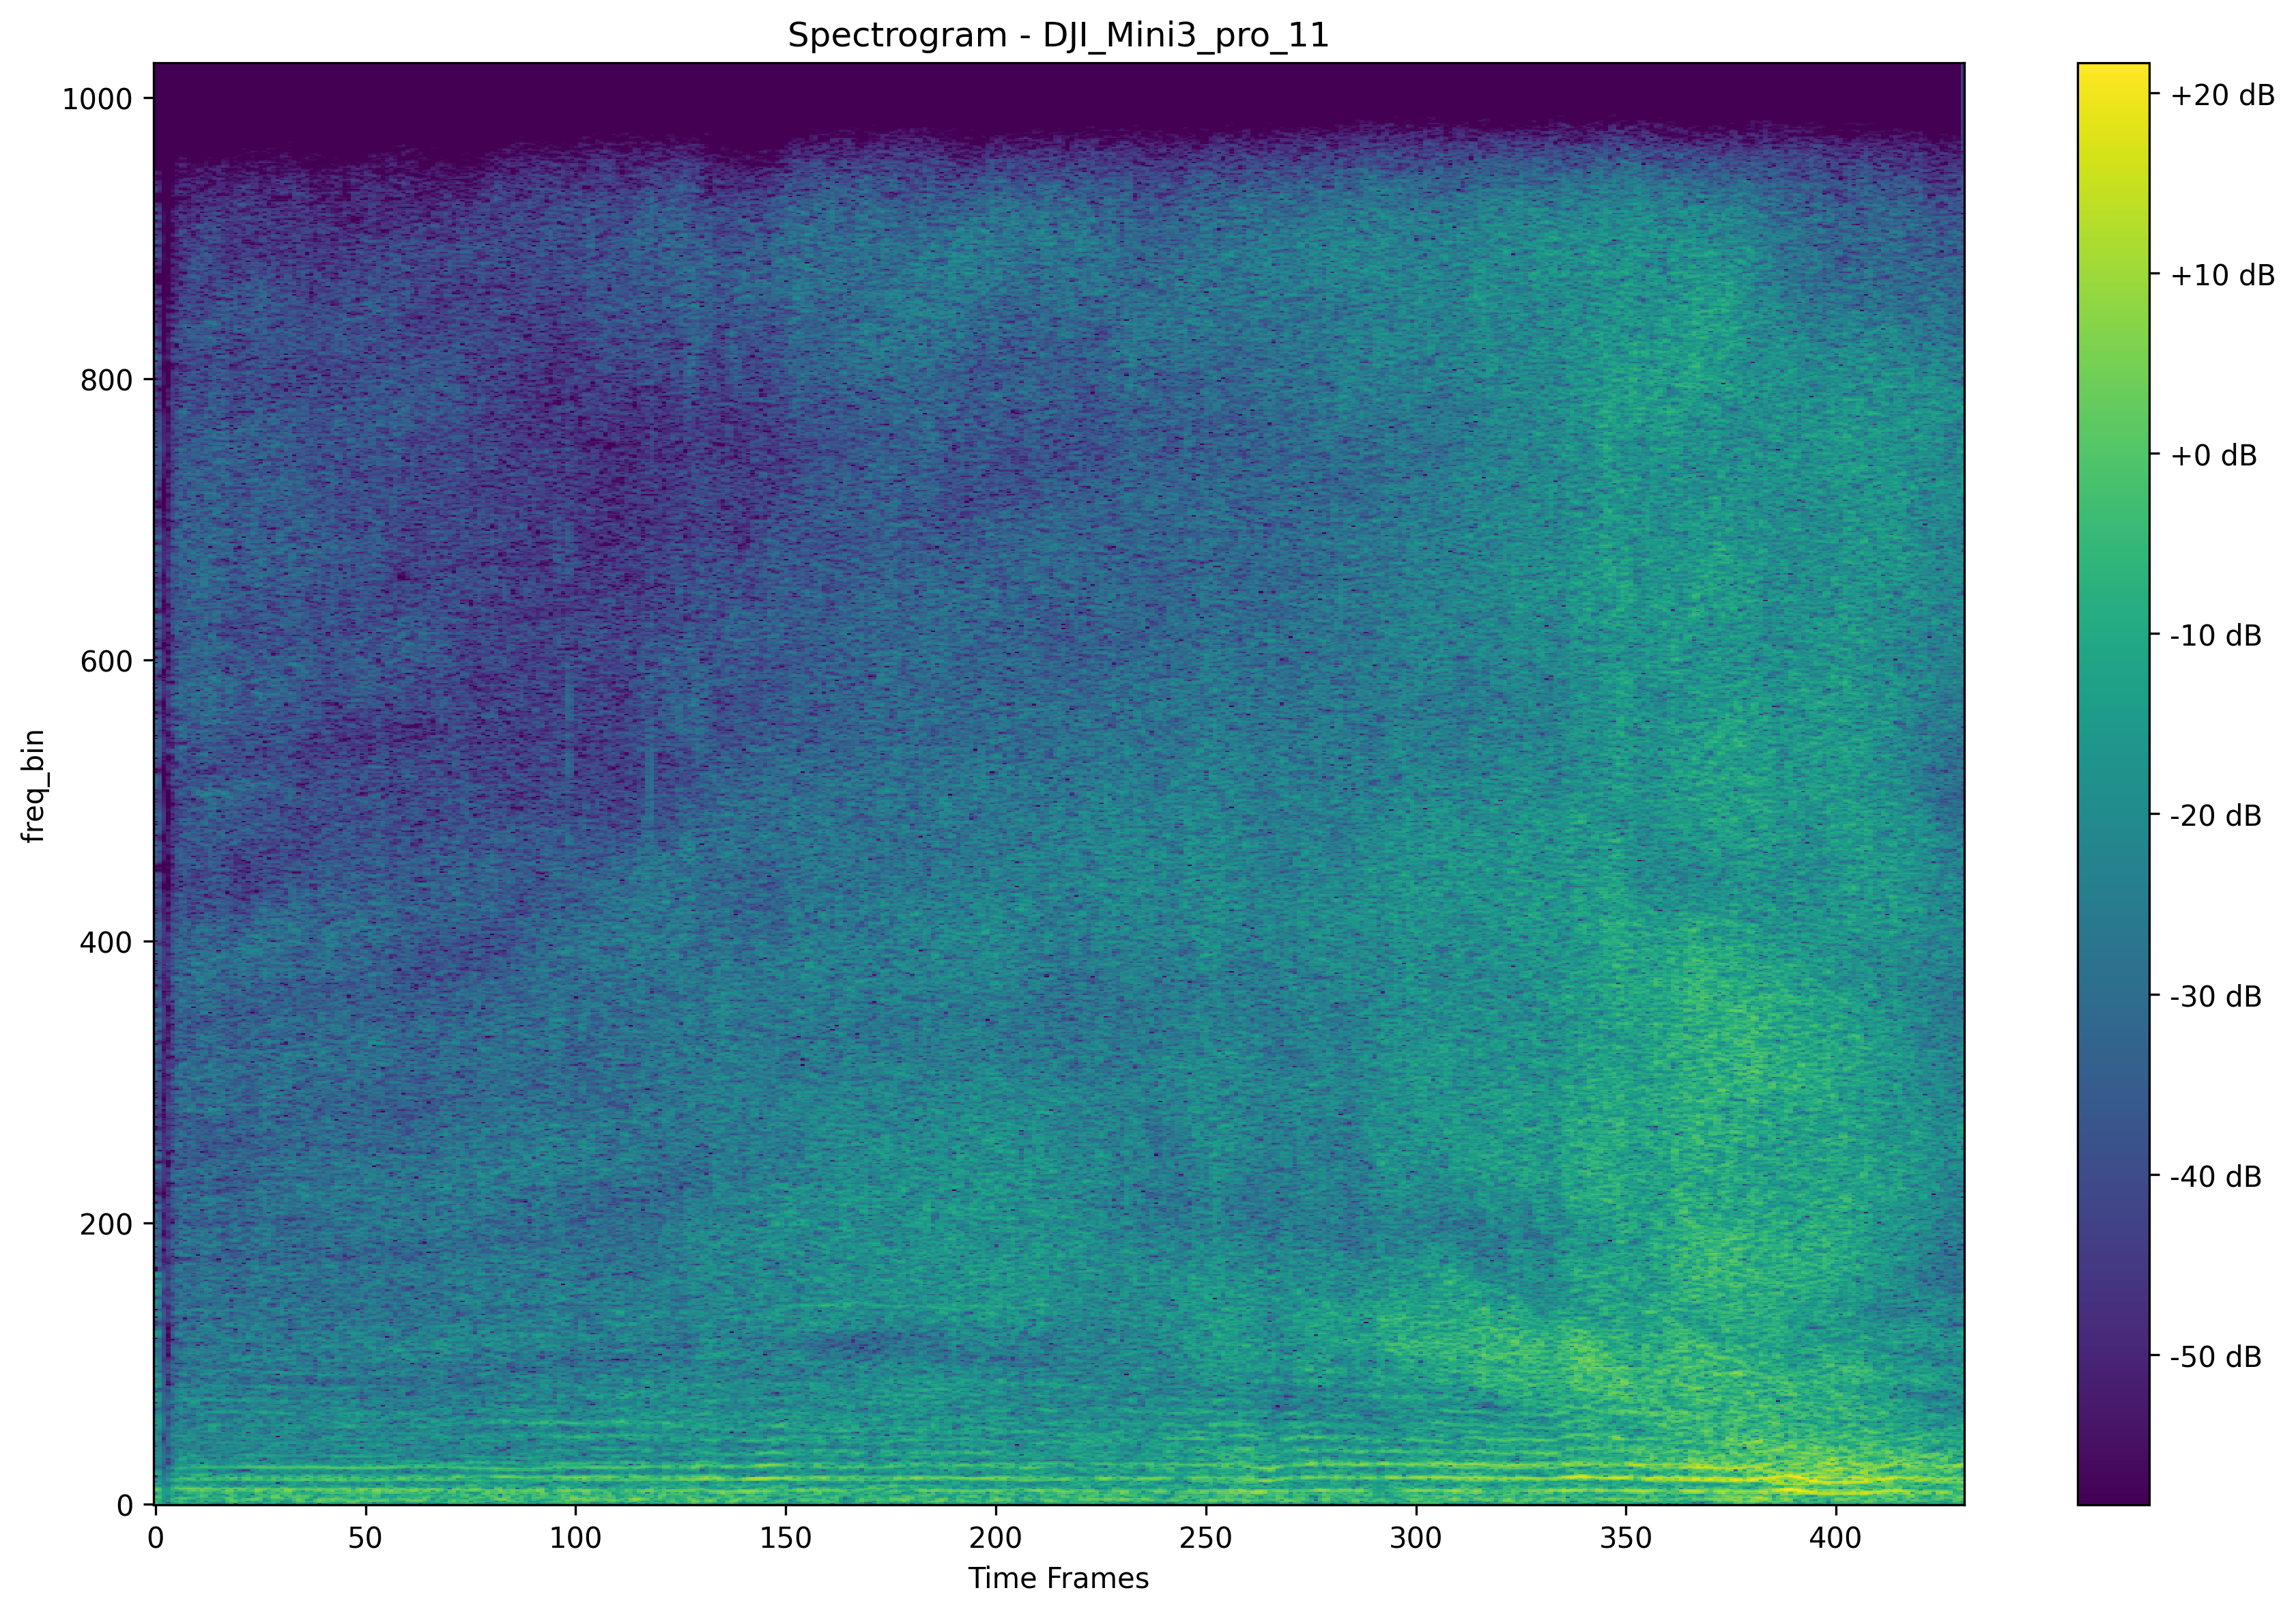 Spectrogram - DJI_Mini3_pro_11
1000
800
600
400
200
0
freq_bin
0 50 100 150 200 250 300 350 400
Time Frames
+20 dB
+10 dB
+0 dB
-10 dB
-20 dB
-30 dB
-40 dB
-50 dB